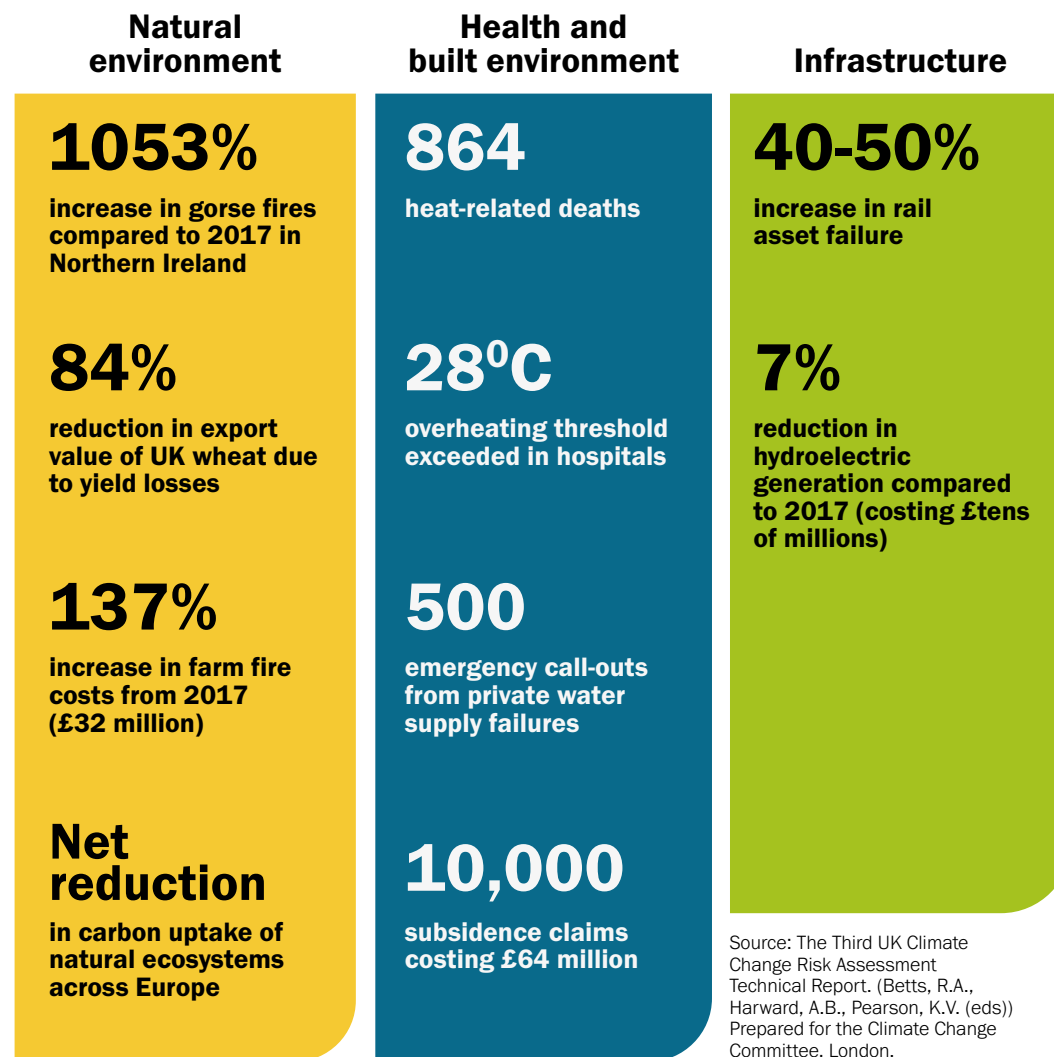 Natural
environment
1053%
increase in gorse fires
compared to 2017 in
Northern Ireland
84%
reduction in export
value of UK wheat due
to yield losses
137%
increase in farm fire
costs from 2017
(£32 million)
Net
reduction
in carbon uptake of
natural ecosystems
across Europe
Health and
built environment
864
heat-related deaths
28⁰C
overheating threshold
exceeded in hospitals
500
emergency call-outs
from private water
supply failures
10,000
subsidence claims
costing £64 million
Infrastructure
40-50%
increase in rail
asset failure
7%
reduction in
hydroelectric
generation compared
to 2017 (costing £tens
of millions)
Source: The Third UK Climate
Change Risk Assessment
Technical Report. (Betts, R.A.,
Harward, A.B., Pearson, K.V. (eds))
Prepared for the Climate Change
Committee, London.